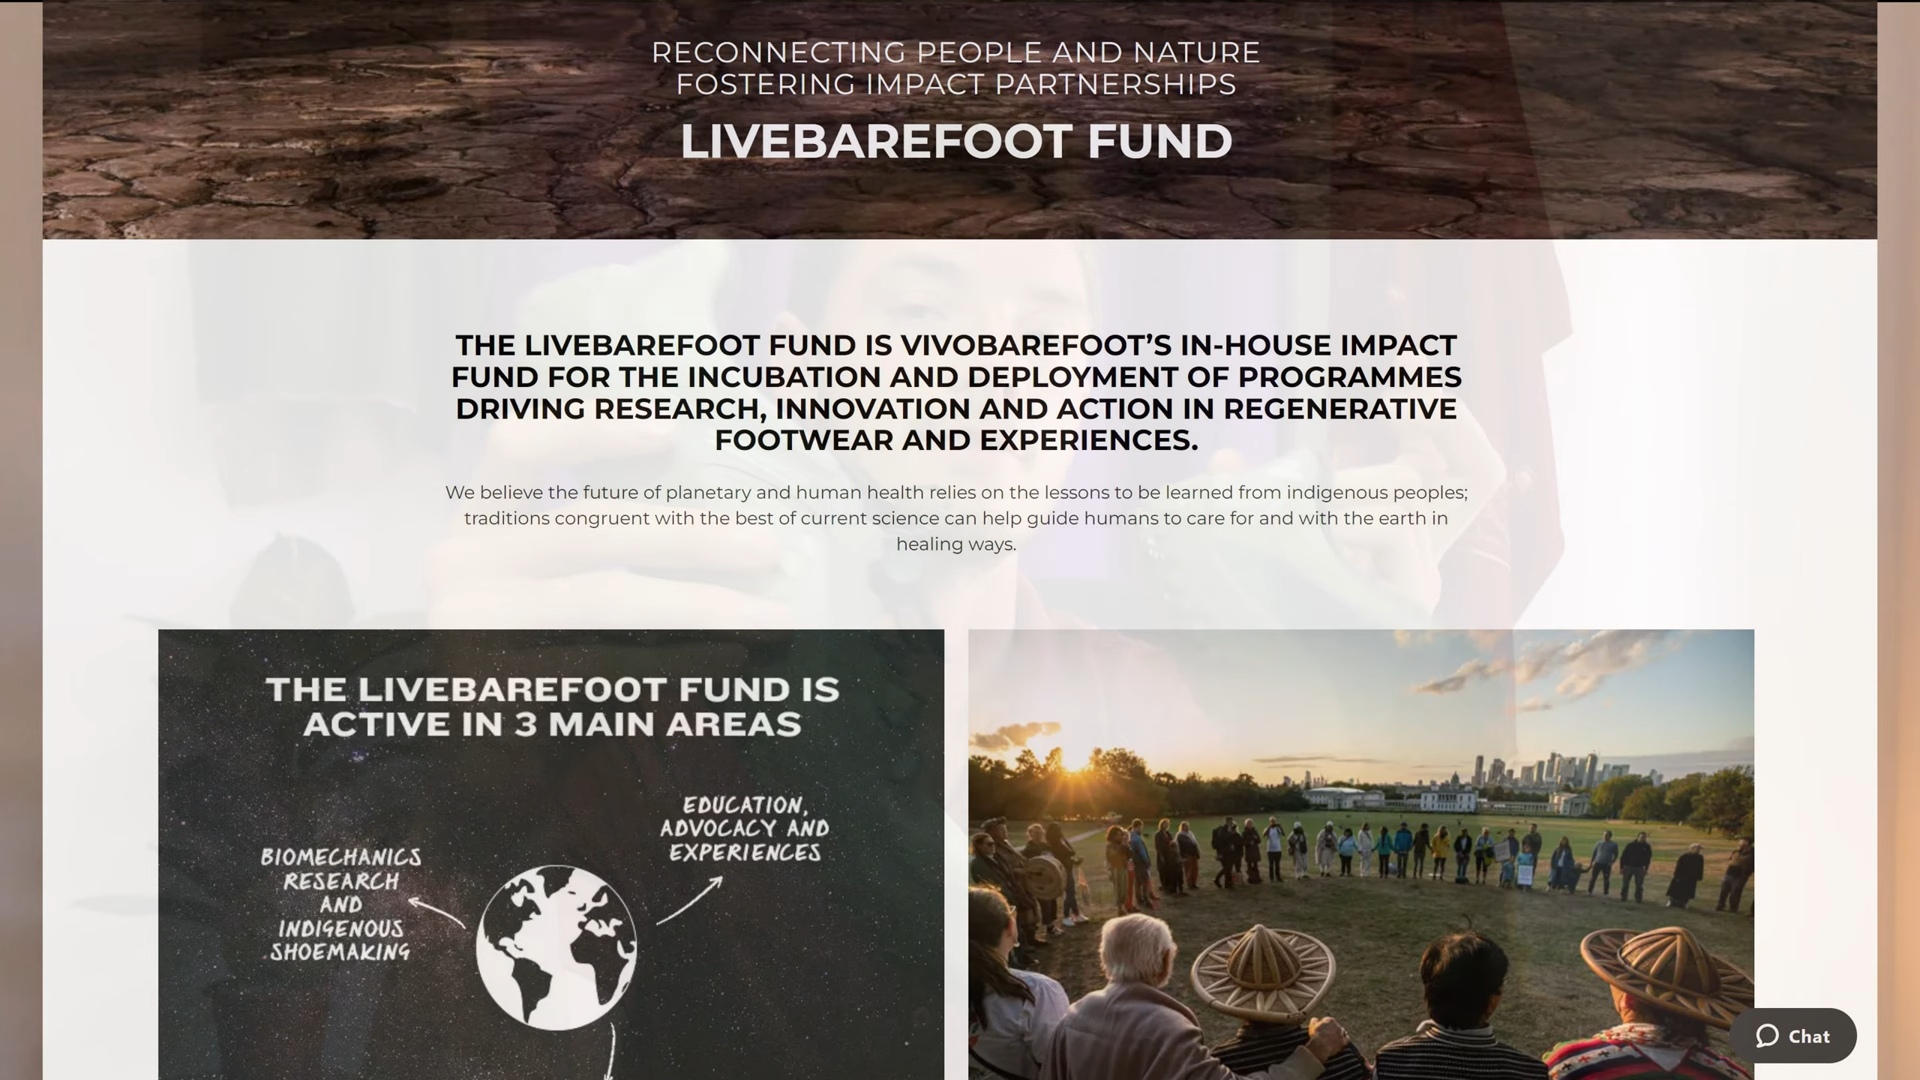 RECONNECTING PEOPLE AND NATURE
FOSTERING IMPACT PARTNERSHIPS
LIVEBAREFOOT FUND
THE LIVEBAREFOOT FUND IS VIVOBAREFOOT’S IN-HOUSE IMPACT
FUND FOR THE INCUBATION AND DEPLOYMENT OF PROGRAMMES
DRIVING RESEARCH, INNOVATION AND ACTION IN REGENERATIVE
FOOTWEAR AND EXPERIENCES.
We believe the future of planetary and human health relies on the lessons to be learned from indigenous peoples;
traditions congruent with the best of current science can help guide humans to care for and with the earth in
healing ways.
THE LIVEBAREFOOT FUND IS
ACTIVE IN 3 MAIN AREAS
BIOMECHANICS
RESEARCH
AND
INDIGENOUS
SHOEMAKING
EDUCATION,
ADVOCACY AND
EXPERIENCES
Chat